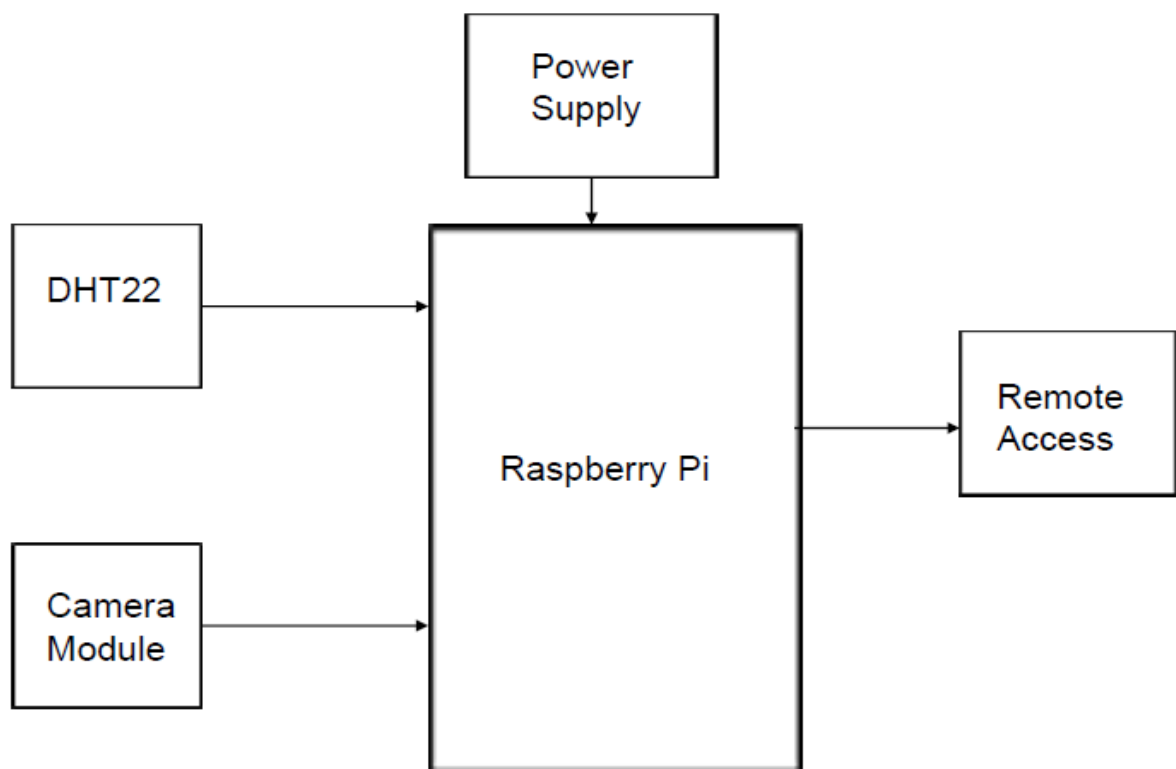 Power
Supply
DHT22
Raspberry Pi
Remote
Access
Camera
Module